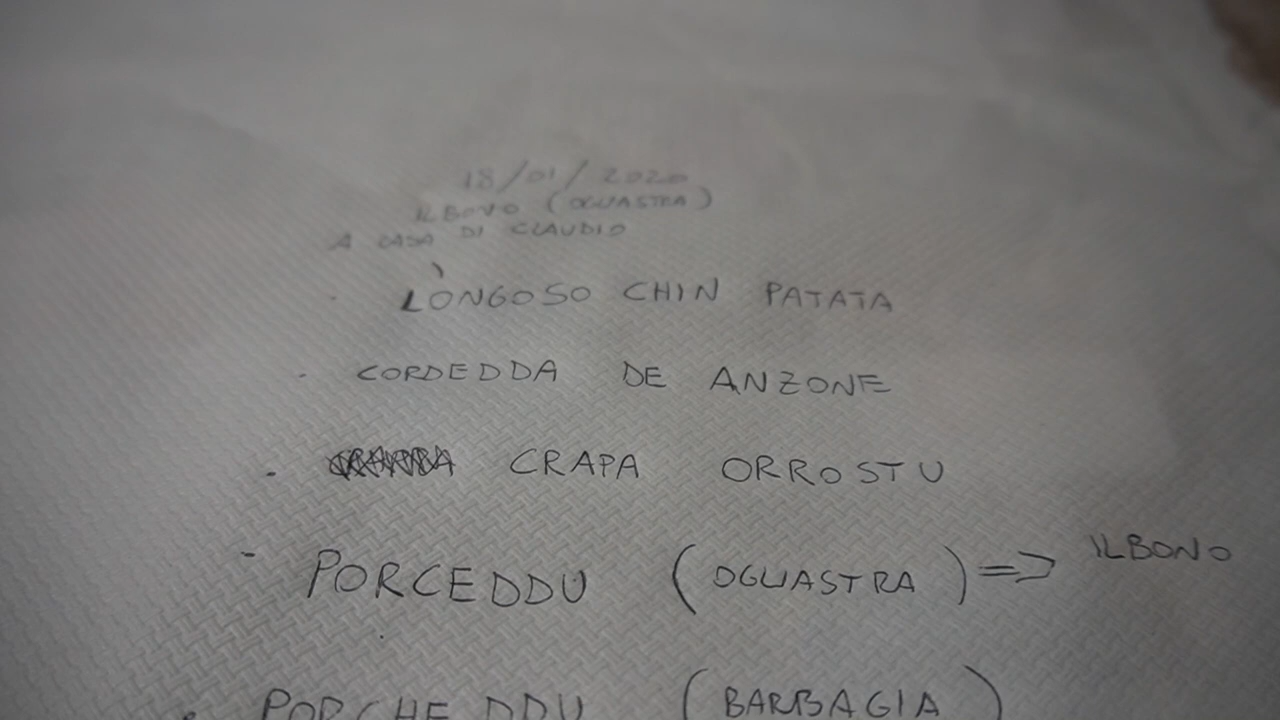 18/01/2020
ILBONO (OGLIASTRA)
A CASA DI CLAUDIO
LÒNGOSO CHIN PATATA
- CORDEDDA DE ANZONE
- CRAPA ORROSTU
- PORCEDDU (OGLIASTRA) => ILBONO
- PORCHEDDU (BARBAGIA)